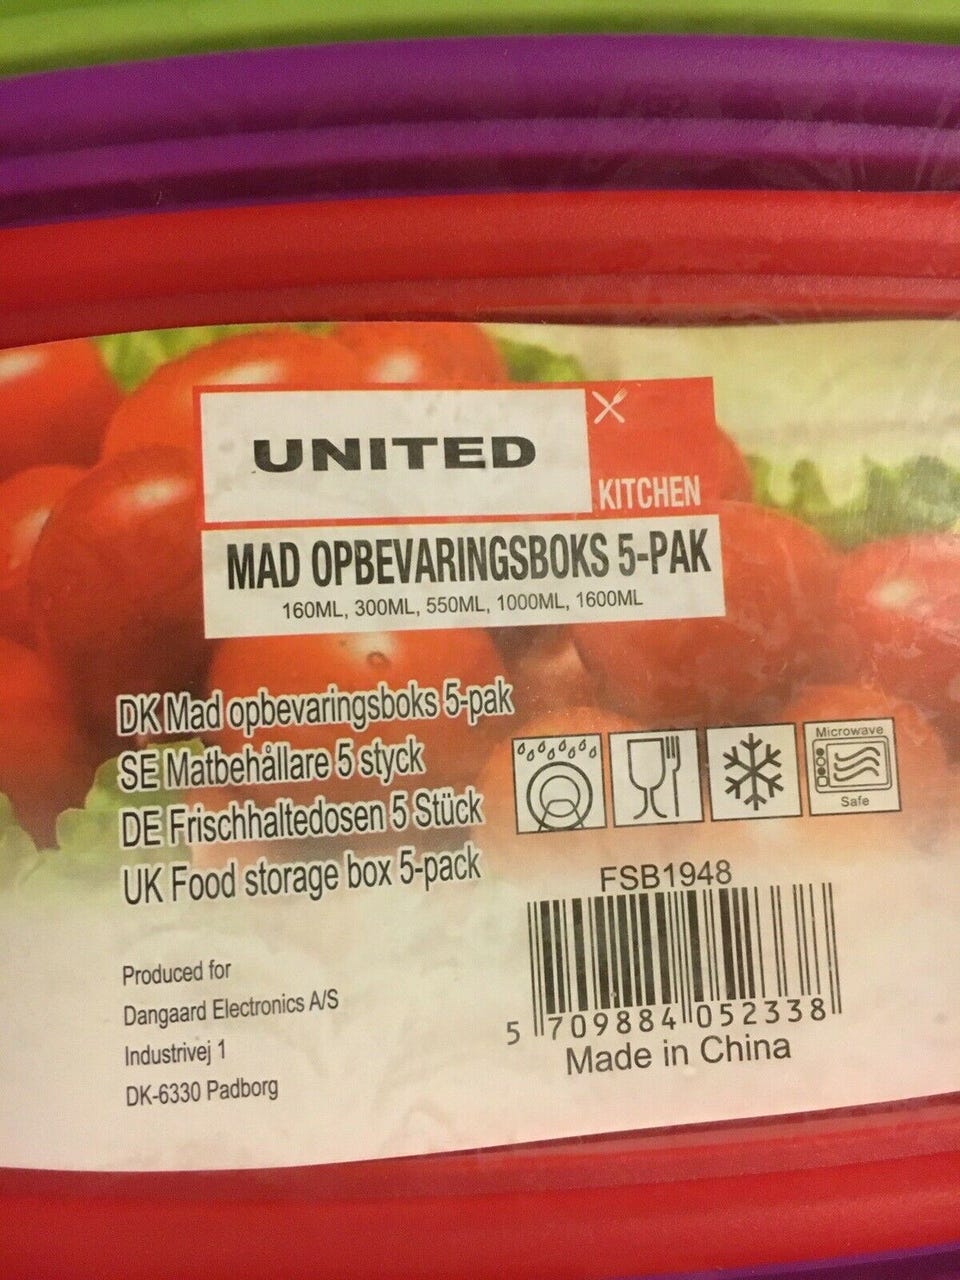 UNITED
KITCHEN
MAD OPBEVARINGSBOKS 5-PAK
160ML, 300ML, 550ML, 1000ML, 1600ML
DK Mad opbevaringsboks 5-pak
SE Matbehållare 5 styck
DE Frischhaltedosen 5 Stück
UK Food storage box 5-pack
Microwave
Safe
Produced for
Dangaard Electronics A/S
Industrivej 1
DK-6330 Padborg
FSB1948
5 709884 052338
Made in China